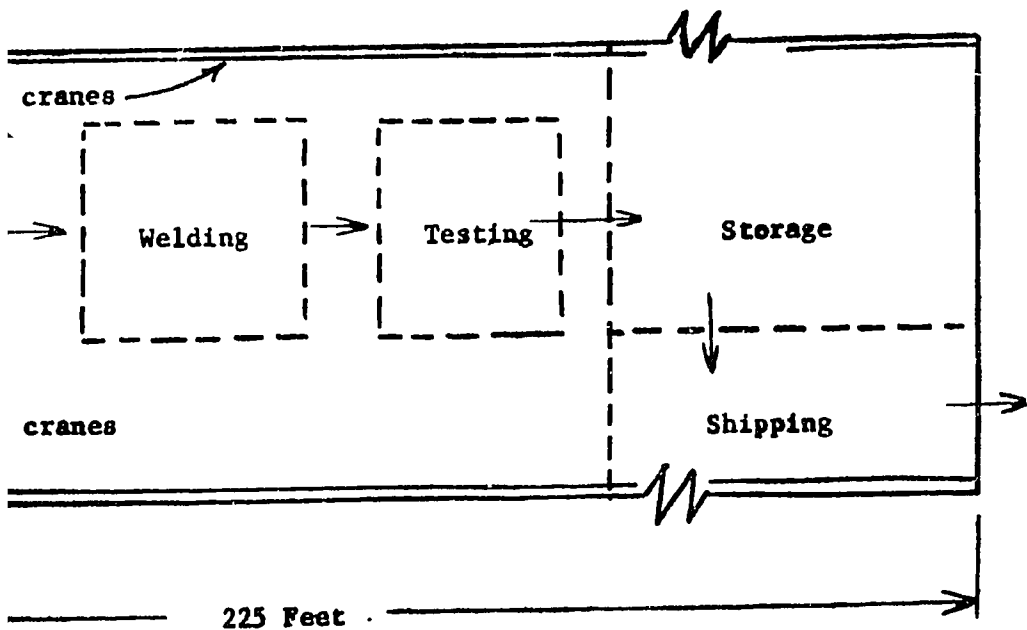 cranes
Welding
Testing
Storage
cranes
Shipping
225 Feet